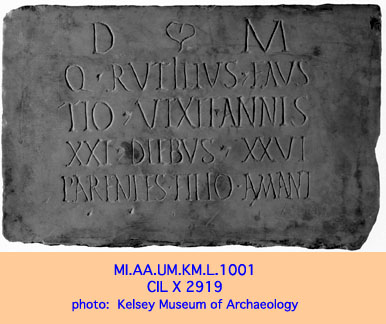 D M
Q · RVTILIVS · FAVS
TIO · VIXIT · ANNIS
XXI · DIEBVS · XXVI
PARENTES · FILIO · AMANT
MI.AA.UM.KM.L.1001
CIL X 2919
photo: Kelsey Museum of Archaeology